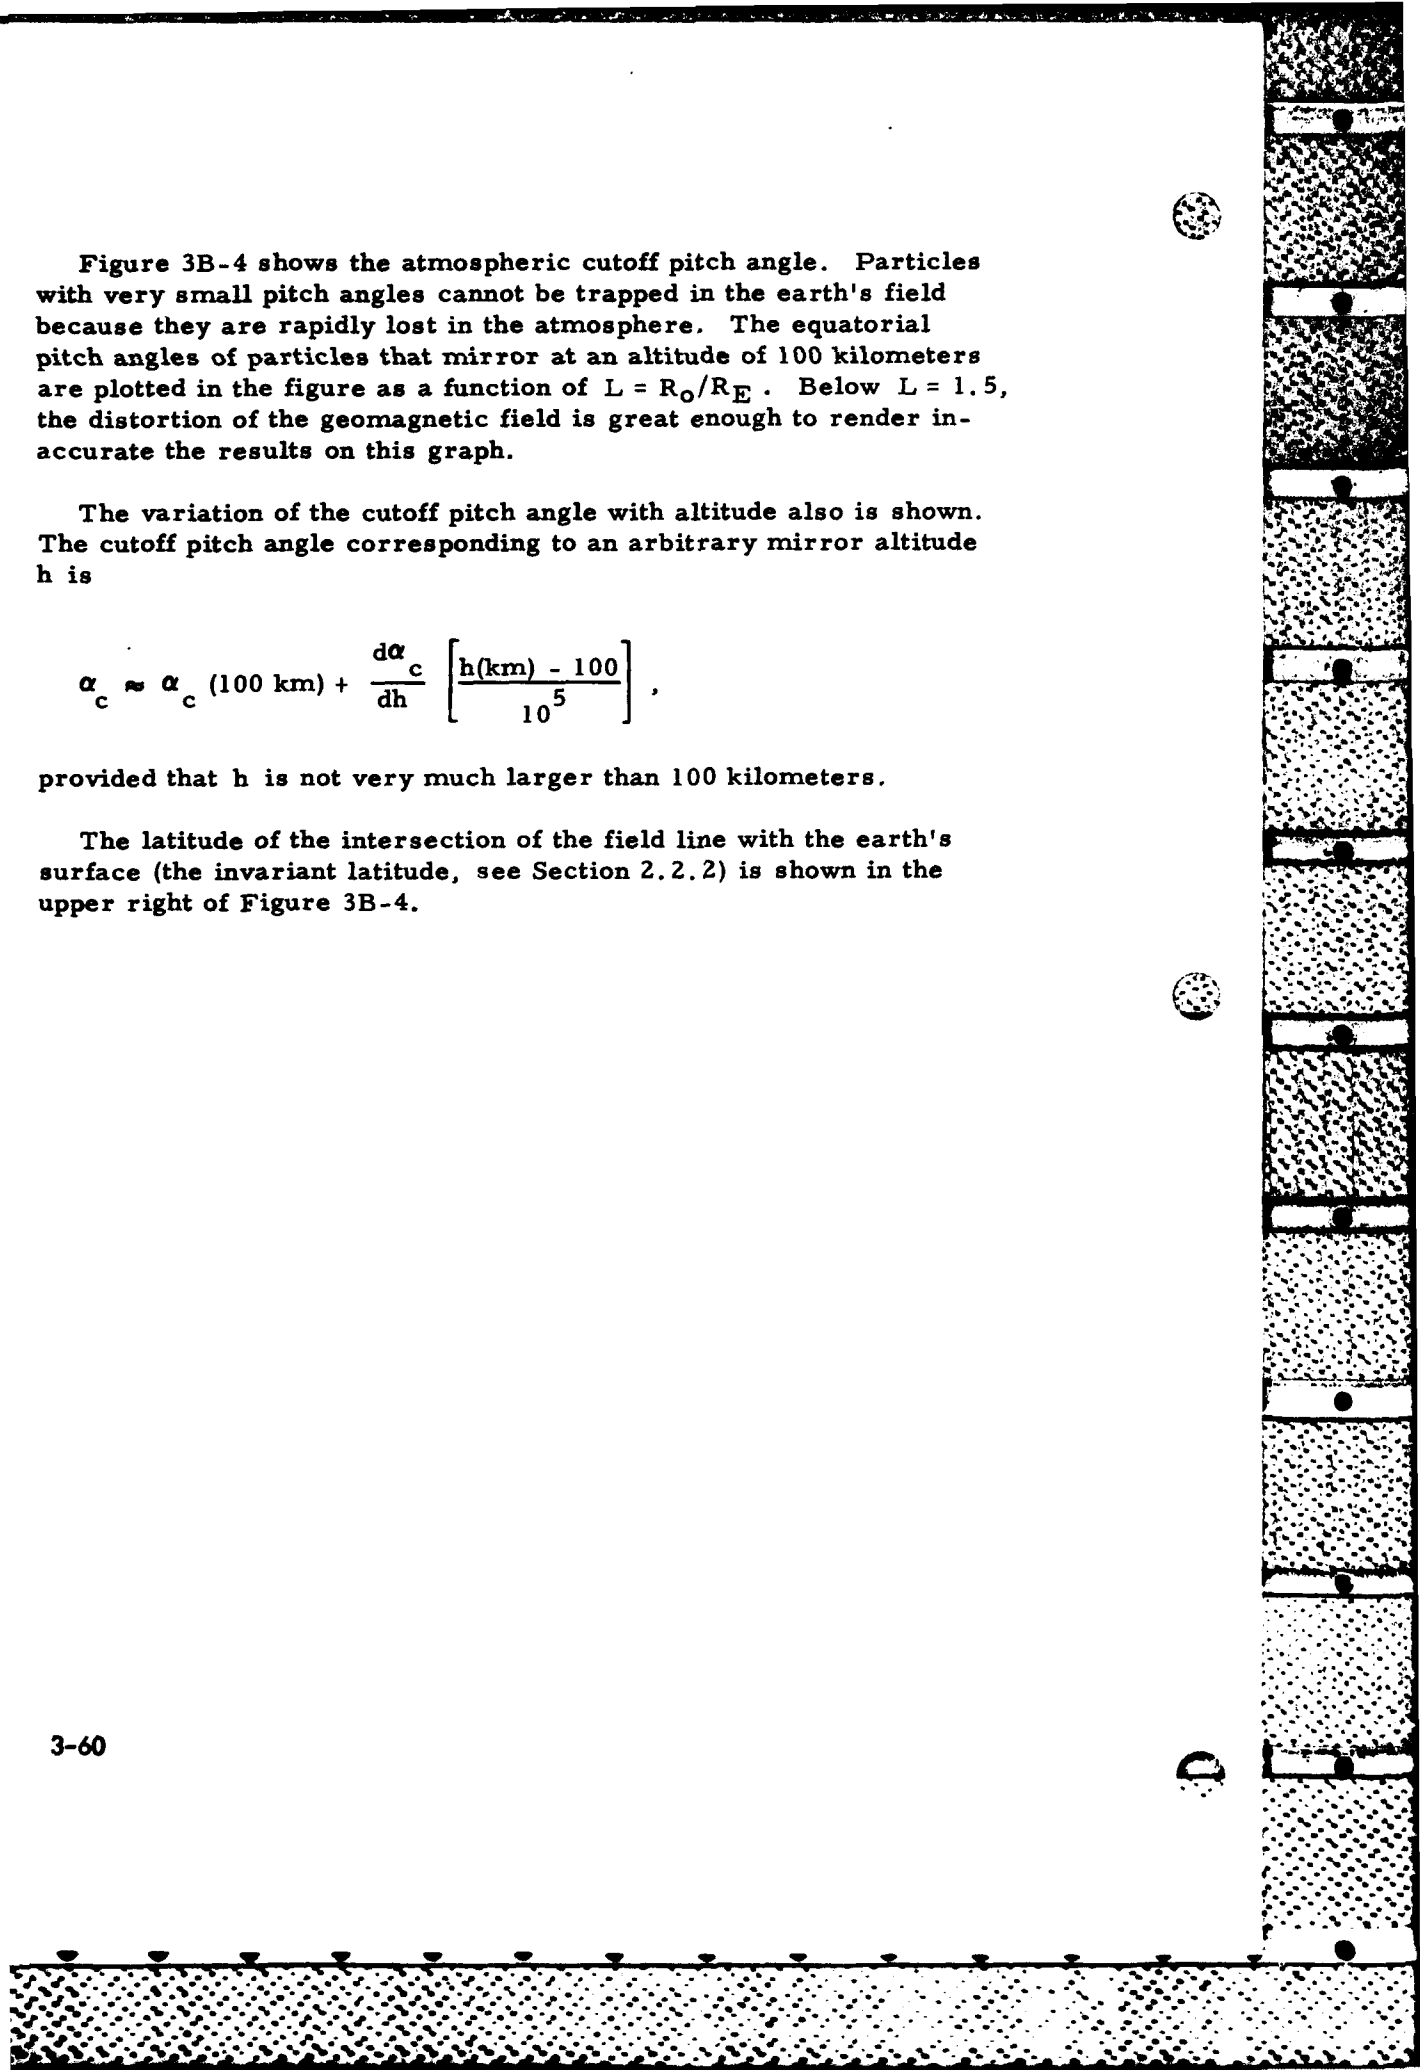 Figure 3B-4 shows the atmospheric cutoff pitch angle. Particles
with very small pitch angles cannot be trapped in the earth's field
because they are rapidly lost in the atmosphere. The equatorial
pitch angles of particles that mirror at an altitude of 100 kilometers
are plotted in the figure as a function of L = R_o/R_E . Below L = 1.5,
the distortion of the geomagnetic field is great enough to render in-
accurate the results on this graph.
The variation of the cutoff pitch angle with altitude also is shown.
The cutoff pitch angle corresponding to an arbitrary mirror altitude
h is
α_c ≈ α_c (100 km) + dα_c/dh [h(km) - 100 / 10^5] ,
provided that h is not very much larger than 100 kilometers.
The latitude of the intersection of the field line with the earth's
surface (the invariant latitude, see Section 2.2.2) is shown in the
upper right of Figure 3B-4.
3-60